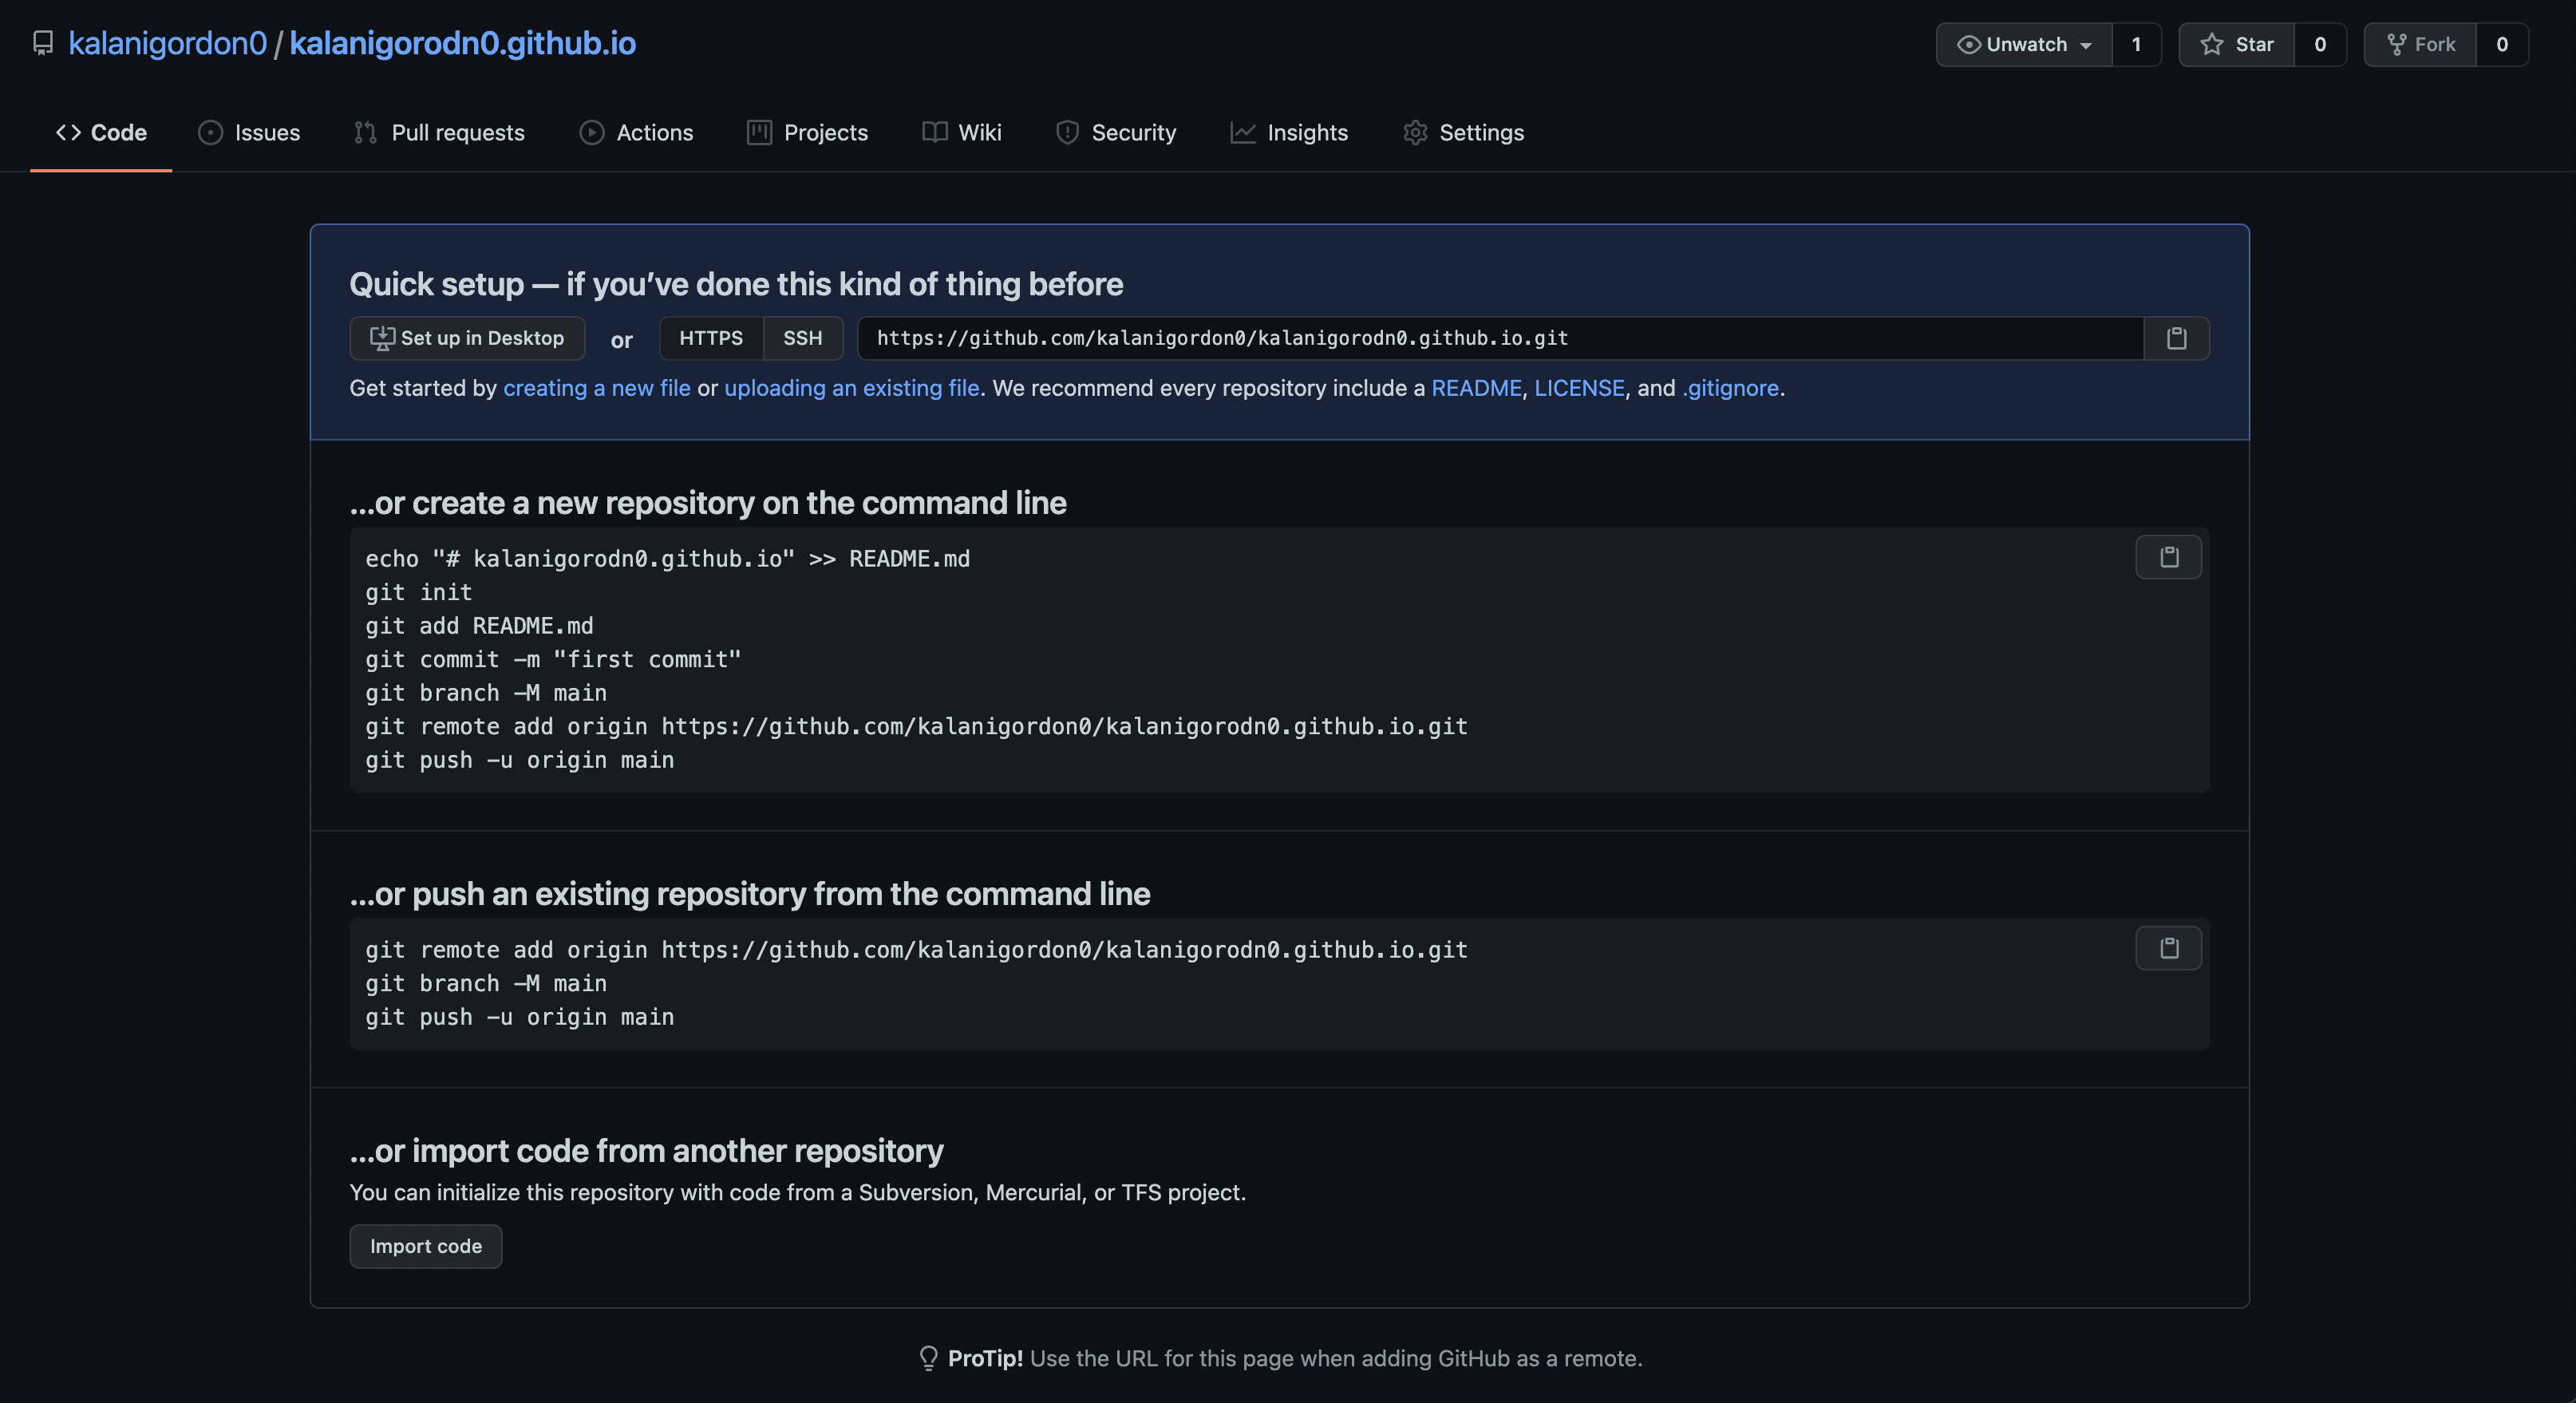 kalanigordon0 / kalanigorodn0.github.io
Unwatch 1 Star 0 Fork 0
Code Issues Pull requests Actions Projects Wiki Security Insights Settings
Quick setup — if you’ve done this kind of thing before
Set up in Desktop or HTTPS SSH https://github.com/kalanigordon0/kalanigorodn0.github.io.git
Get started by creating a new file or uploading an existing file. We recommend every repository include a README, LICENSE, and .gitignore.
…or create a new repository on the command line
echo "# kalanigorodn0.github.io" >> README.md
git init
git add README.md
git commit -m "first commit"
git branch -M main
git remote add origin https://github.com/kalanigordon0/kalanigorodn0.github.io.git
git push -u origin main
…or push an existing repository from the command line
git remote add origin https://github.com/kalanigordon0/kalanigorodn0.github.io.git
git branch -M main
git push -u origin main
…or import code from another repository
You can initialize this repository with code from a Subversion, Mercurial, or TFS project.
Import code
ProTip! Use the URL for this page when adding GitHub as a remote.